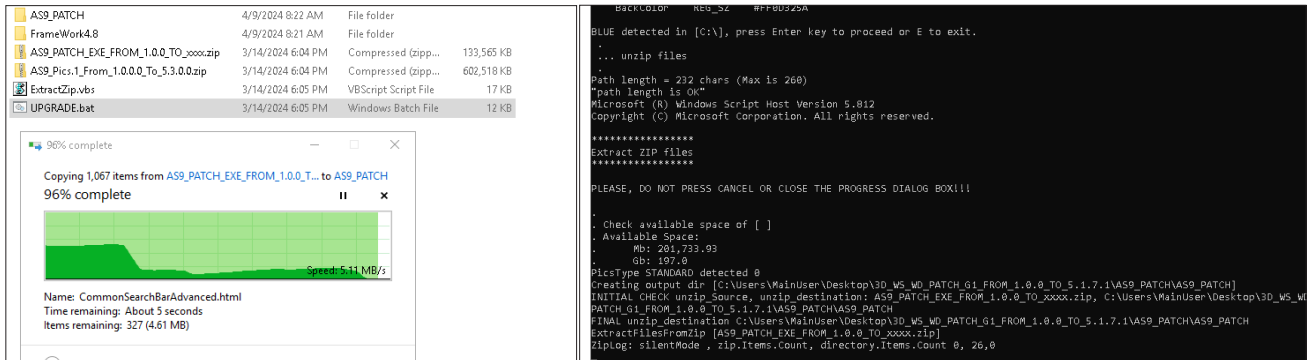 AS9_PATCH 4/9/2024 8:22 AM File folder
FrameWork4.8 4/9/2024 8:21 AM File folder
AS9_PATCH_EXE_FROM_1.0.0_TO_xxxx.zip 3/14/2024 6:04 PM Compressed (zipp... 133,565 KB
AS9_Pics.1_From_1.0.0.0_To_5.3.0.0.zip 3/14/2024 6:04 PM Compressed (zipp... 602,518 KB
ExtractZip.vbs 3/14/2024 6:05 PM VBScript Script File 17 KB
UPGRADE.bat 3/14/2024 6:05 PM Windows Batch File 12 KB
96% complete
Copying 1,067 items from AS9_PATCH_EXE_FROM_1.0.0_T... to AS9_PATCH
96% complete
Speed: 5.11 MB/s
Name: CommonSearchBarAdvanced.html
Time remaining: About 5 seconds
Items remaining: 327 (4.61 MB)
BackColor REG_SZ #FF0D325A
BLUE detected in [C:\], press Enter key to proceed or E to exit.
.
... unzip files
.
Path length = 232 chars (Max is 260)
"path length is OK"
Microsoft (R) Windows Script Host Version 5.812
Copyright (C) Microsoft Corporation. All rights reserved.
*****************
Extract ZIP files
*****************
PLEASE, DO NOT PRESS CANCEL OR CLOSE THE PROGRESS DIALOG BOX!!!
.
. Check available space of [ ]
. Available Space:
. Mb: 201,733.93
. Gb: 197.0
PicsType STANDARD detected 0
Creating output dir [C:\Users\MainUser\Desktop\3D_WS_WD_PATCH_G1_FROM_1.0.0_TO_5.1.7.1\AS9_PATCH\AS9_PATCH]
INITIAL CHECK unzip_Source, unzip_destination: AS9_PATCH_EXE_FROM_1.0.0_TO_xxxx.zip, C:\Users\MainUser\Desktop\3D_WS_WD
PATCH_G1_FROM_1.0.0_TO_5.1.7.1\AS9_PATCH\AS9_PATCH
FINAL unzip_destination C:\Users\MainUser\Desktop\3D_WS_WD_PATCH_G1_FROM_1.0.0_TO_5.1.7.1\AS9_PATCH\AS9_PATCH
ExtractFilesFromZip [AS9_PATCH_EXE_FROM_1.0.0_TO_xxxx.zip]
ZipLog: silentMode , zip.Items.Count, directory.Items.Count 0, 26,0